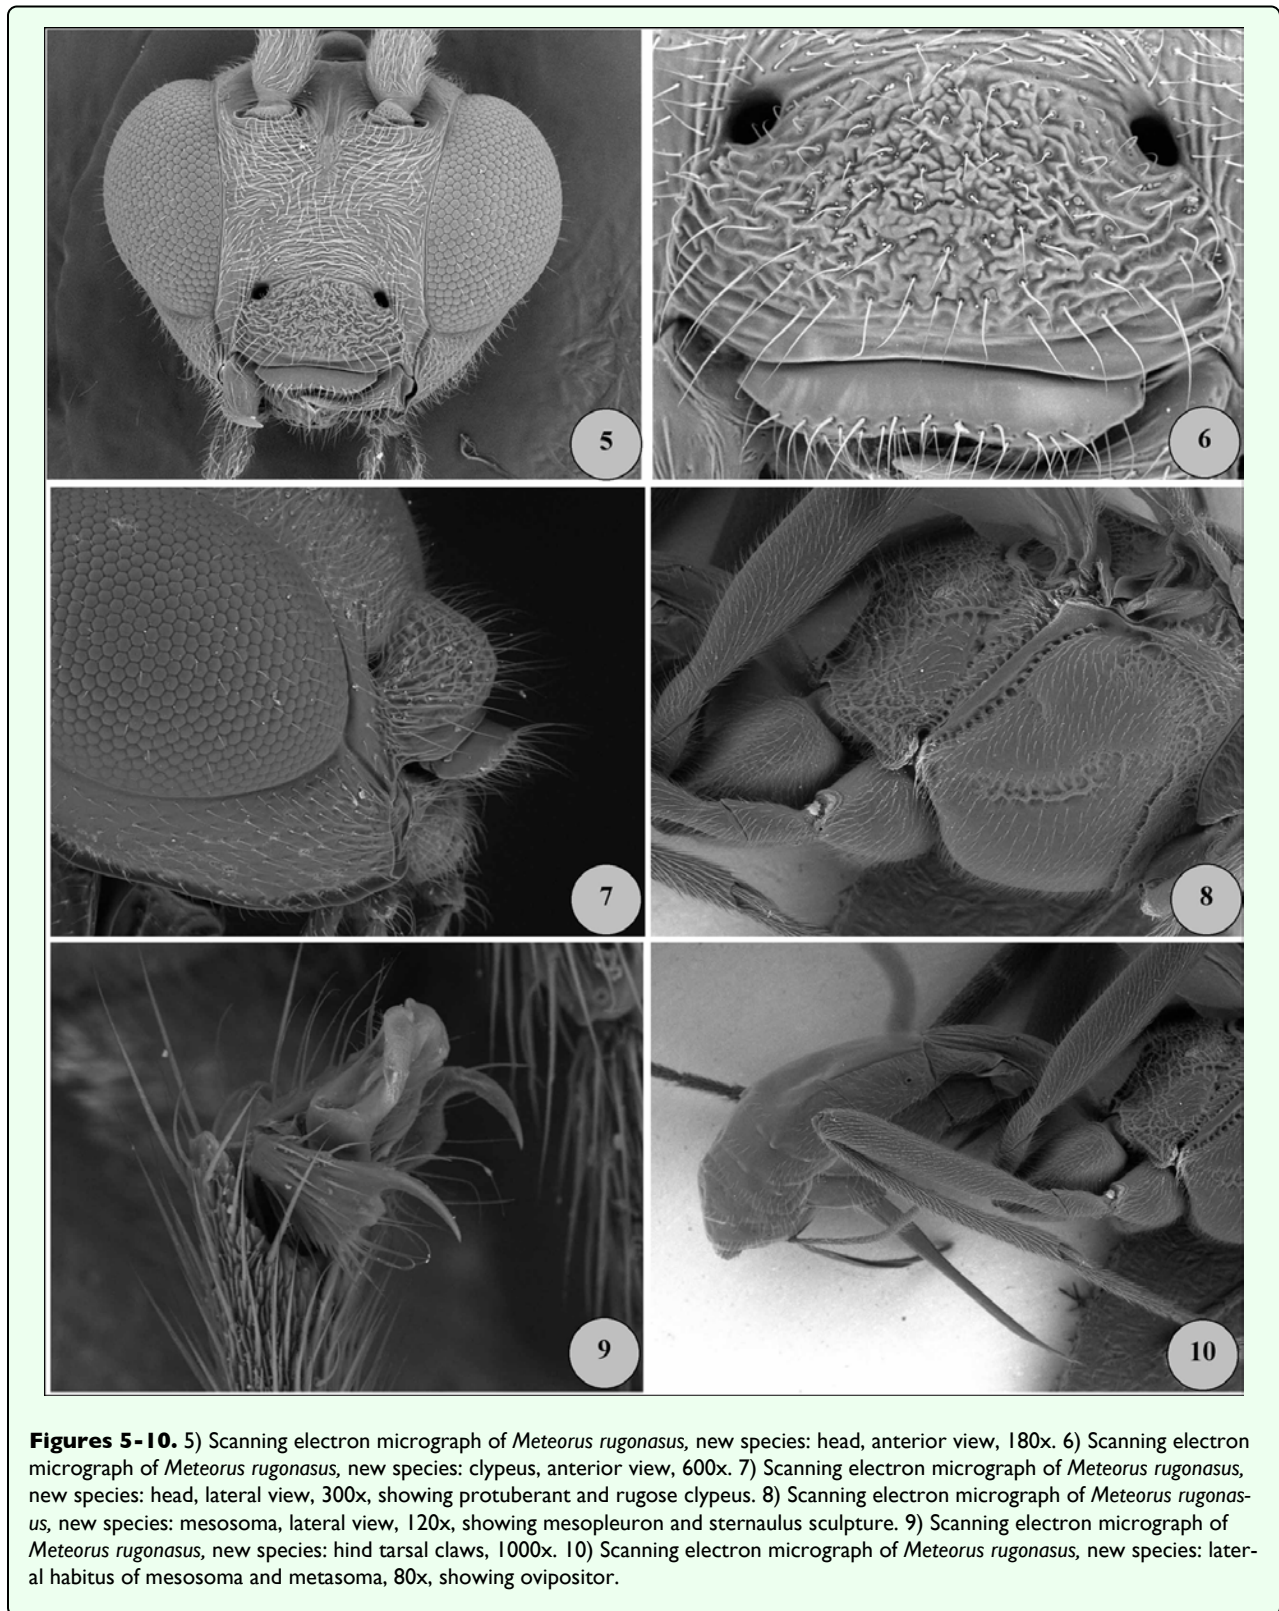 5
6
7
8
9
10
Figures 5-10. 5) Scanning electron micrograph of Meteorus rugonasus, new species: head, anterior view, 180x. 6) Scanning electron
micrograph of Meteorus rugonasus, new species: clypeus, anterior view, 600x. 7) Scanning electron micrograph of Meteorus rugonasus,
new species: head, lateral view, 300x, showing protuberant and rugose clypeus. 8) Scanning electron micrograph of Meteorus rugonas-
us, new species: mesosoma, lateral view, 120x, showing mesopleuron and sternaulus sculpture. 9) Scanning electron micrograph of
Meteorus rugonasus, new species: hind tarsal claws, 1000x. 10) Scanning electron micrograph of Meteorus rugonasus, new species: later-
al habitus of mesosoma and metasoma, 80x, showing ovipositor.